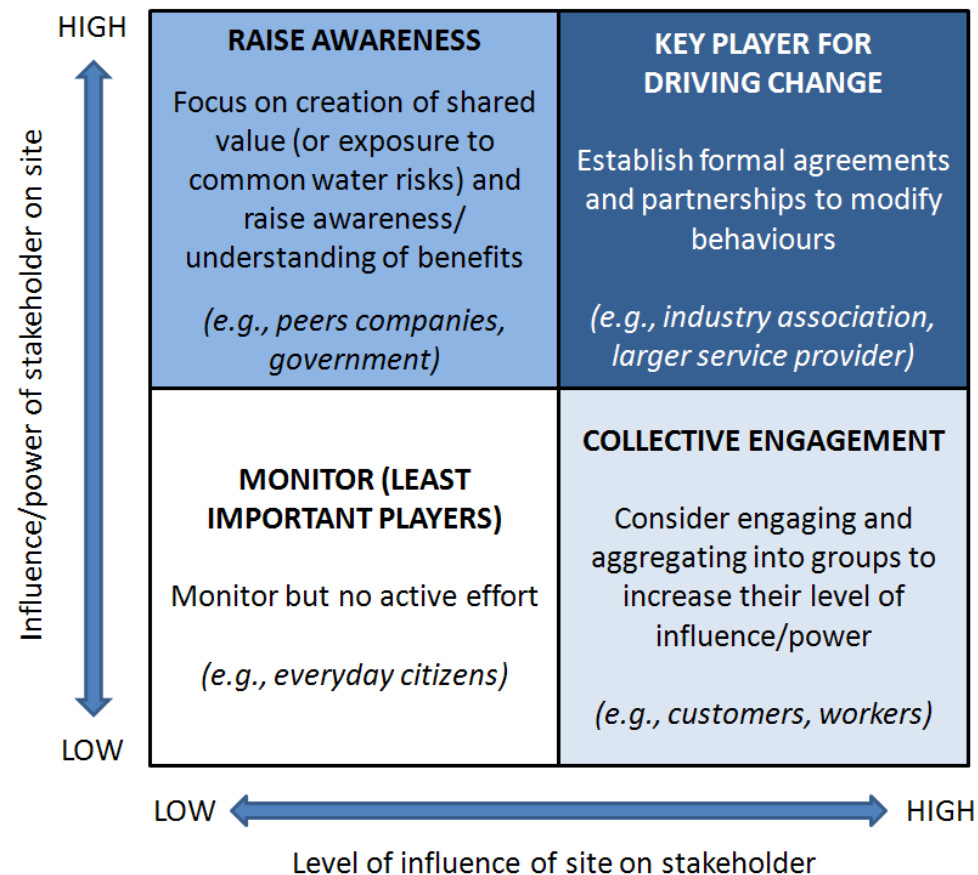 HIGH
Influence/power of stakeholder on site
LOW
RAISE AWARENESS
Focus on creation of shared
value (or exposure to
common water risks) and
raise awareness/
understanding of benefits
(e.g., peers companies,
government)
KEY PLAYER FOR
DRIVING CHANGE
Establish formal agreements
and partnerships to modify
behaviours
(e.g., industry association,
larger service provider)
MONITOR (LEAST
IMPORTANT PLAYERS)
Monitor but no active effort
(e.g., everyday citizens)
COLLECTIVE ENGAGEMENT
Consider engaging and
aggregating into groups to
increase their level of
influence/power
(e.g., customers, workers)
LOW
HIGH
Level of influence of site on stakeholder